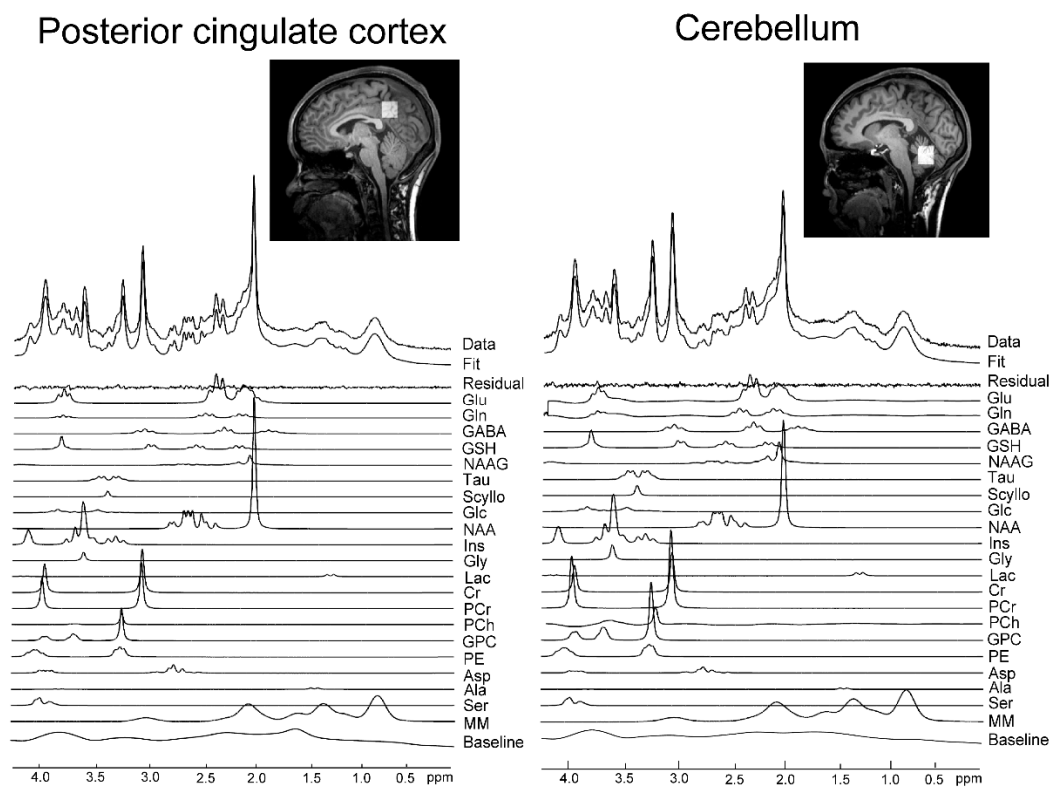 Posterior cingulate cortex
Data
Fit
Residual
Glu
Gln
GABA
GSH
NAAG
Tau
Scyllo
Glc
NAA
Ins
Gly
Lac
Cr
PCr
PCh
GPC
PE
Asp
Ala
Ser
MM
Baseline
4.0 3.5 3.0 2.5 2.0 1.5 1.0 0.5 ppm
Cerebellum
Data
Fit
Residual
Glu
Gln
GABA
GSH
NAAG
Tau
Scyllo
Glc
NAA
Ins
Gly
Lac
Cr
PCr
PCh
GPC
PE
Asp
Ala
Ser
MM
Baseline
4.0 3.5 3.0 2.5 2.0 1.5 1.0 0.5 ppm